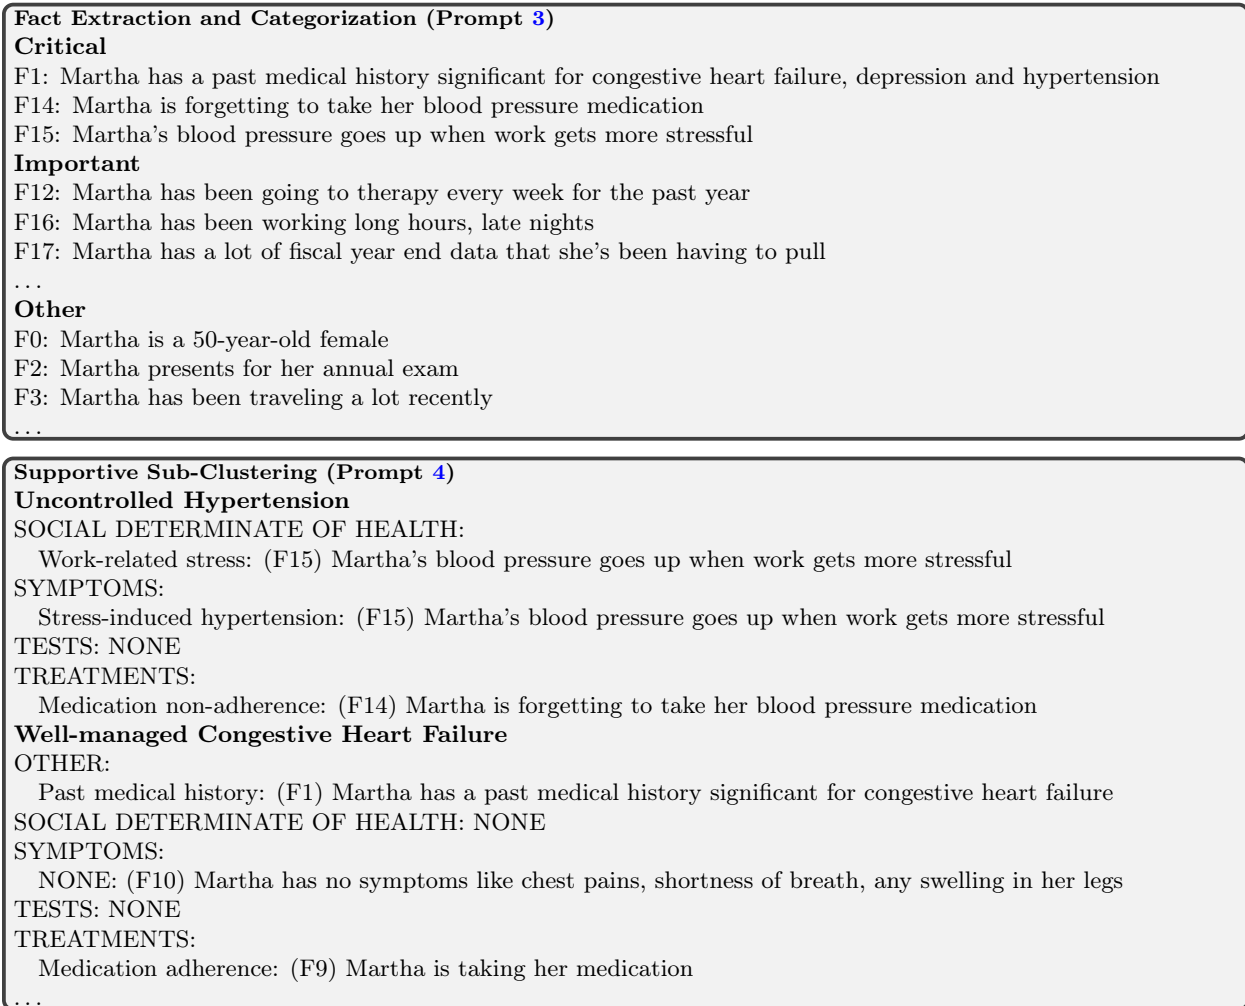 Fact Extraction and Categorization (Prompt 3)
Critical
F1: Martha has a past medical history significant for congestive heart failure, depression and hypertension
F14: Martha is forgetting to take her blood pressure medication
F15: Martha's blood pressure goes up when work gets more stressful
Important
F12: Martha has been going to therapy every week for the past year
F16: Martha has been working long hours, late nights
F17: Martha has a lot of fiscal year end data that she's been having to pull
. . .
Other
F0: Martha is a 50-year-old female
F2: Martha presents for her annual exam
F3: Martha has been traveling a lot recently
. . .
Supportive Sub-Clustering (Prompt 4)
Uncontrolled Hypertension
SOCIAL DETERMINATE OF HEALTH:
Work-related stress: (F15) Martha's blood pressure goes up when work gets more stressful
SYMPTOMS:
Stress-induced hypertension: (F15) Martha's blood pressure goes up when work gets more stressful
TESTS: NONE
TREATMENTS:
Medication non-adherence: (F14) Martha is forgetting to take her blood pressure medication
Well-managed Congestive Heart Failure
OTHER:
Past medical history: (F1) Martha has a past medical history significant for congestive heart failure
SOCIAL DETERMINATE OF HEALTH: NONE
SYMPTOMS:
NONE: (F10) Martha has no symptoms like chest pains, shortness of breath, any swelling in her legs
TESTS: NONE
TREATMENTS:
Medication adherence: (F9) Martha is taking her medication
. . .